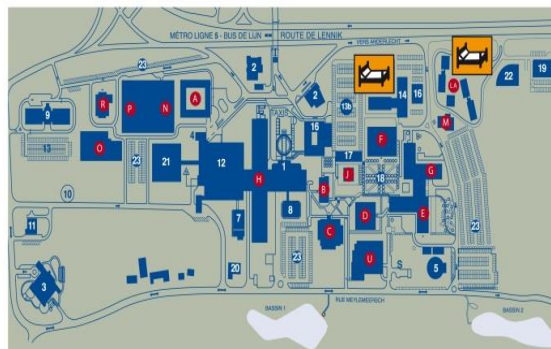 MÉTRO LIGNE 5 - BUS DE LIJN
ROUTE DE LENNIK
VERS ANDERLECHT
23
2
2
19
22
LA
R
P
N
A
13b
14
16
9
M
4
TAXIS
16
F
13
O
23
21
12
17
1
J
G
H
18
B
10
8
D
E
7
C
23
11
23
U
S
5
20
3
RUE MEYLEMEERSCH
BASSIN 1
BASSIN 2